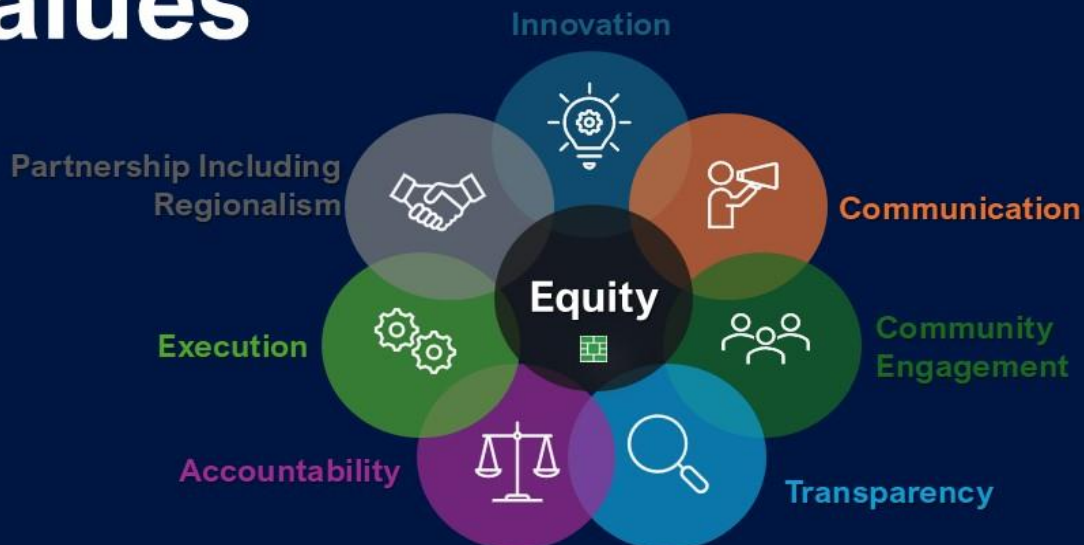 alues
Innovation
Partnership Including
Regionalism
Communication
Equity
Execution
Community
Engagement
Accountability
Transparency